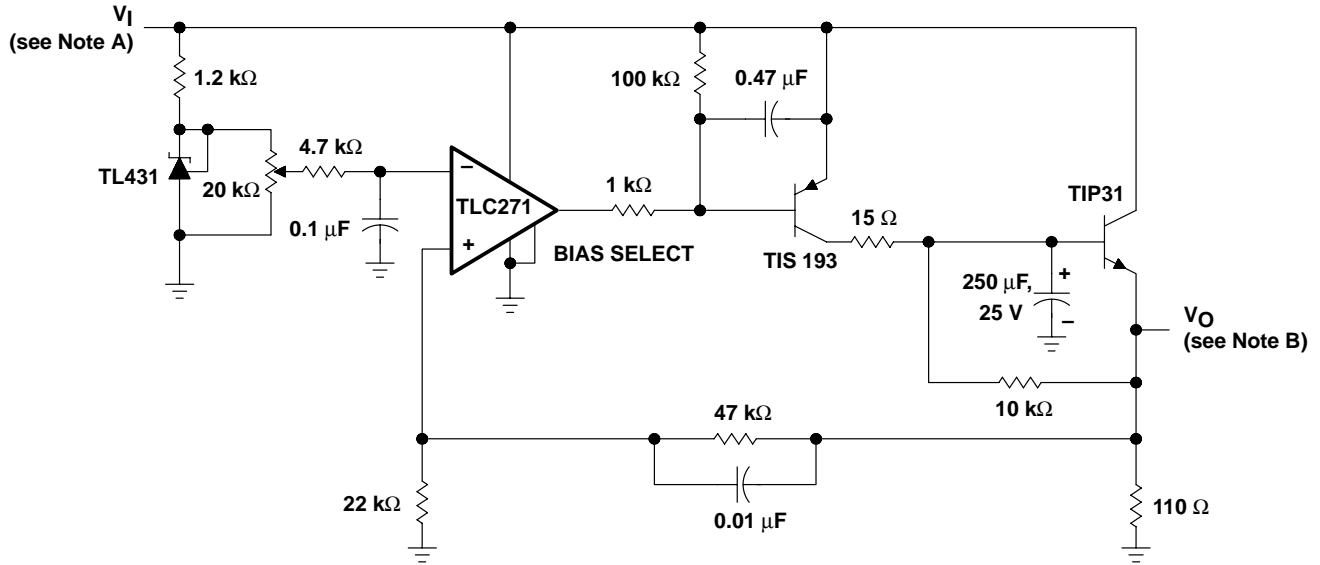 VI
(see Note A)
1.2 kΩ
TL431
20 kΩ
4.7 kΩ
0.1 μF
−
TLC271
+
BIAS SELECT
1 kΩ
100 kΩ
0.47 μF
TIS 193
15 Ω
TIP31
250 μF,
25 V
+
−
VO
(see Note B)
10 kΩ
47 kΩ
0.01 μF
22 kΩ
110 Ω